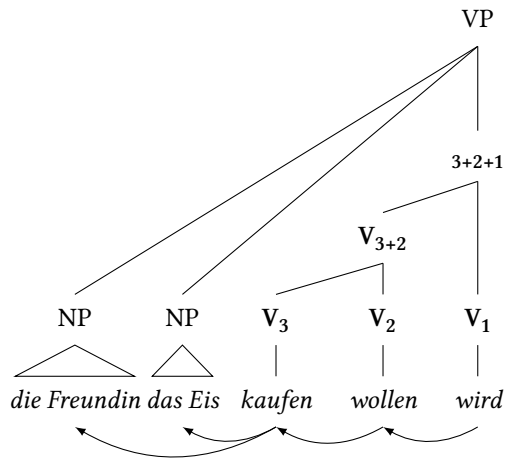 VP
3+2+1
V3+2
NP NP V3 V2 V1
die Freundin das Eis kaufen wollen wird